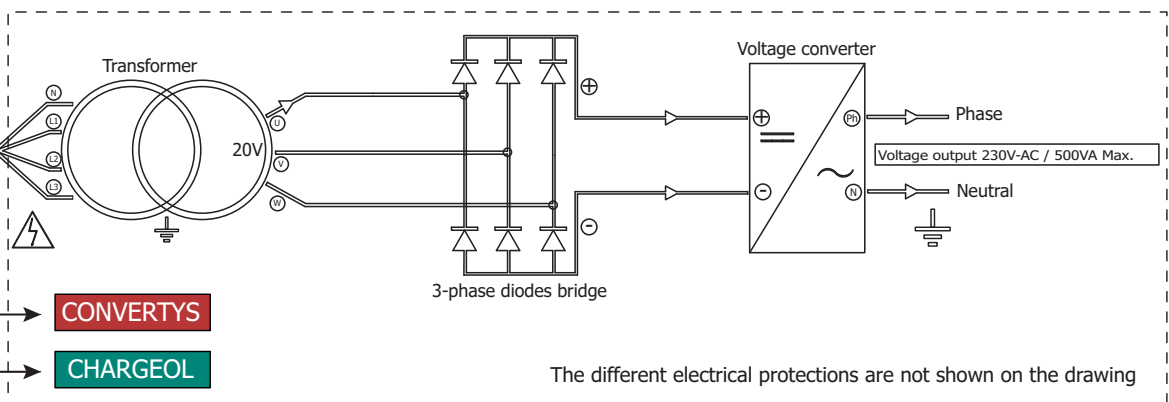 Transformer
Voltage converter
N
L1
L2
L3
20V
U
V
W
+
-
+
-
Ph
N
Phase
Voltage output 230V-AC / 500VA Max.
Neutral
3-phase diodes bridge
CONVERTYS
CHARGEOL
The different electrical protections are not shown on the drawing